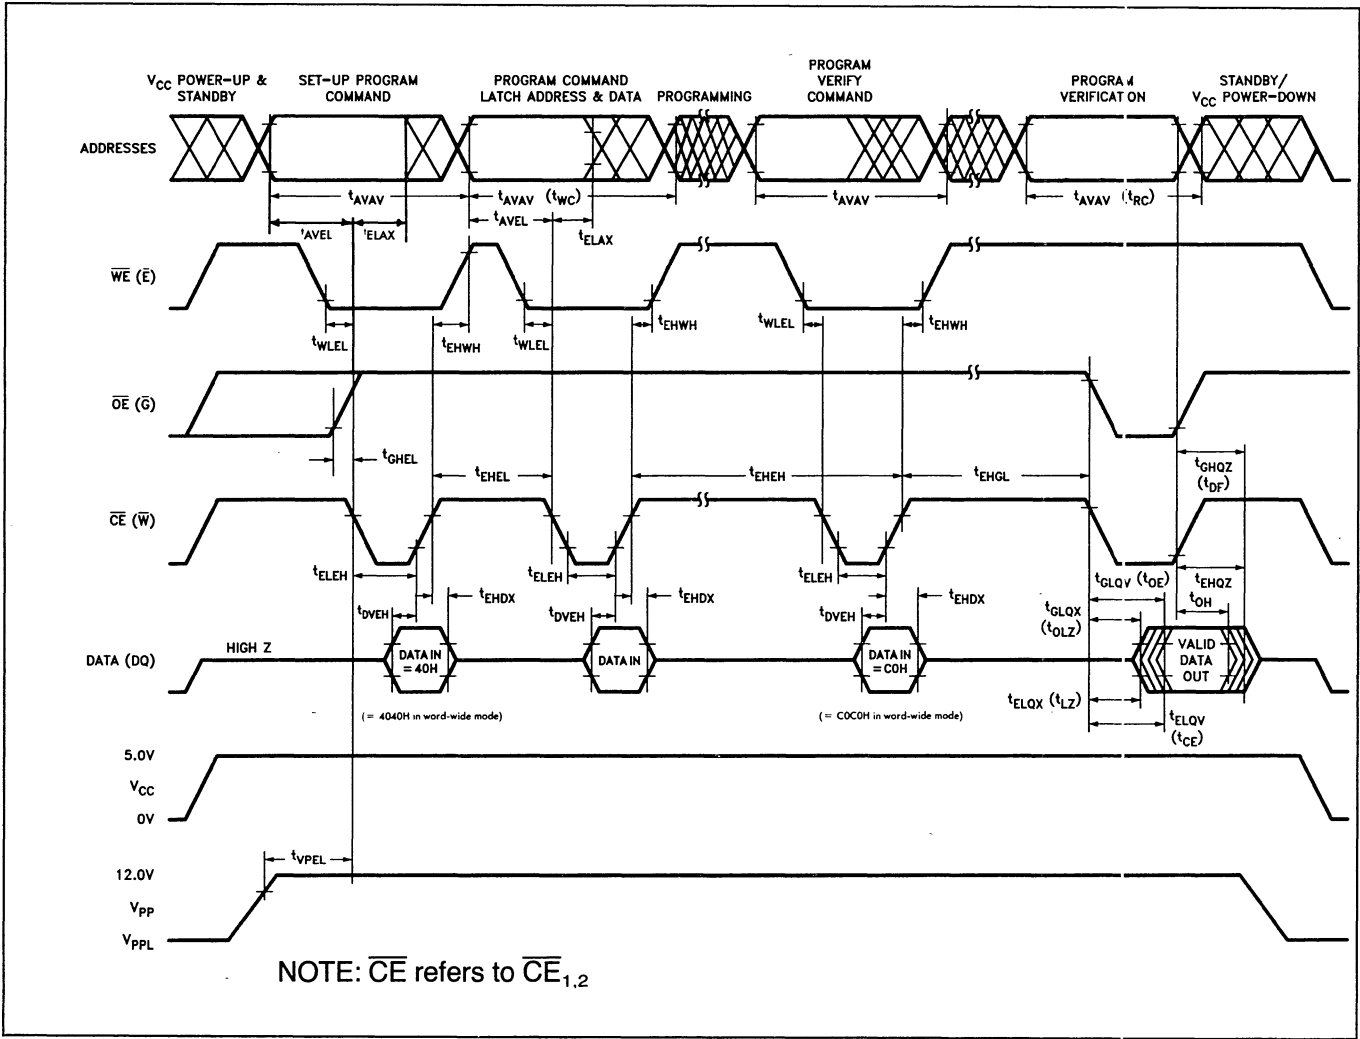 V_CC POWER-UP & STANDBY
SET-UP PROGRAM COMMAND
PROGRAM COMMAND LATCH ADDRESS & DATA
PROGRAMMING
PROGRAM VERIFY COMMAND
PROGRAM VERIFICATION
STANDBY/ V_CC POWER-DOWN
ADDRESSES
t_AVAV
t_AVAV (t_WC)
t_AVAV
t_AVAV (t_RC)
t_AVEL
t_ELAX
t_AVEL
t_ELAX
W̅E̅ (E̅)
t_WLEL
t_EHWH
t_WLEL
t_EHWH
t_WLEL
t_EHWH
O̅E̅ (G̅)
t_GHEL
t_EHEL
t_EHEH
t_EHGL
t_GHQZ
(t_DF)
C̅E̅ (W̅)
t_ELEH
t_ELEH
t_ELEH
t_GLQV (t_OE)
t_EHQZ
t_DVEH
t_EHDX
t_DVEH
t_EHDX
t_DVEH
t_EHDX
t_GLQX
(t_OLZ)
t_OH
DATA (DQ)
HIGH Z
DATA IN
= 40H
DATA IN
DATA IN
= C0H
VALID
DATA
OUT
(= 4040H in word-wide mode)
(= C0C0H in word-wide mode)
t_ELQX (t_LZ)
t_ELQV
(t_CE)
5.0V
V_CC
0V
t_VPEL
12.0V
V_PP
V_PPL
NOTE: C̅E̅ refers to C̅E̅_1,2